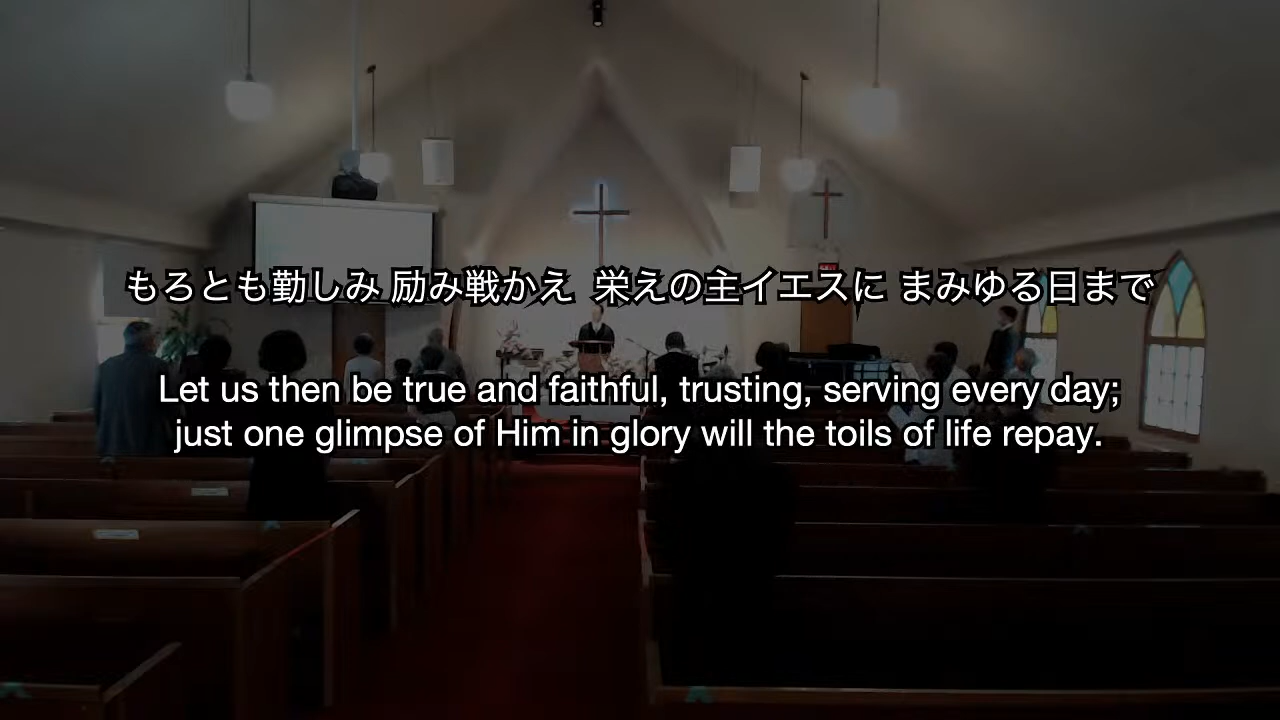 もろとも勤しみ 励み戦かえ 栄えの主イエスに まみゆる日まで
Let us then be true and faithful, trusting, serving every day;
just one glimpse of Him in glory will the toils of life repay.